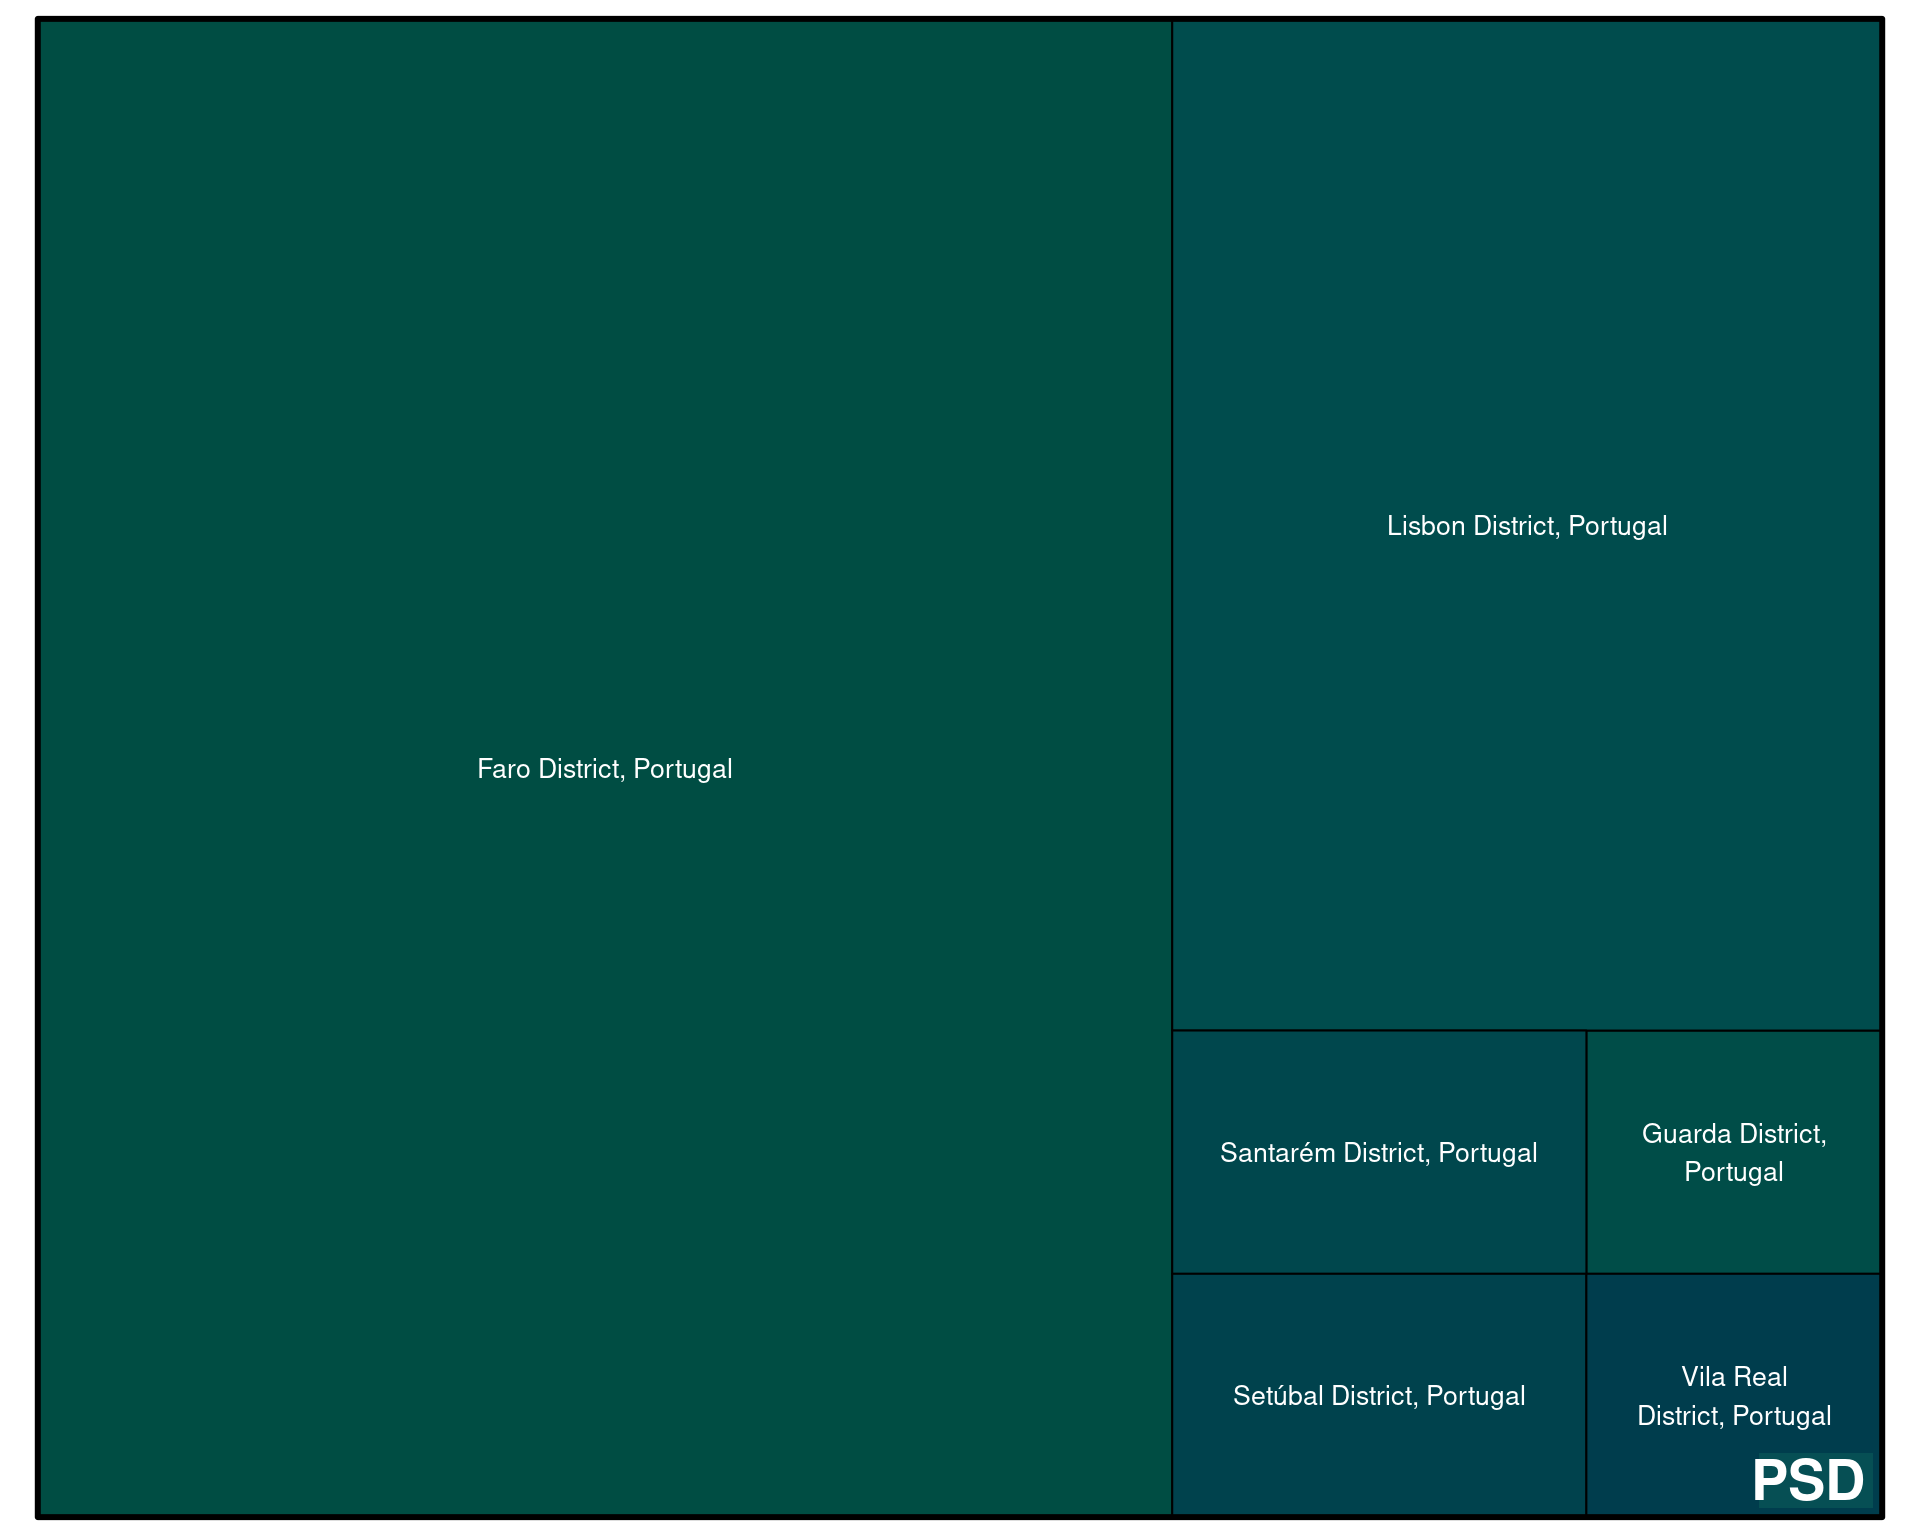 Faro District, Portugal
Lisbon District, Portugal
Santarém District, Portugal
Guarda District,
Portugal
Setúbal District, Portugal
Vila Real
District, Portugal
PSD